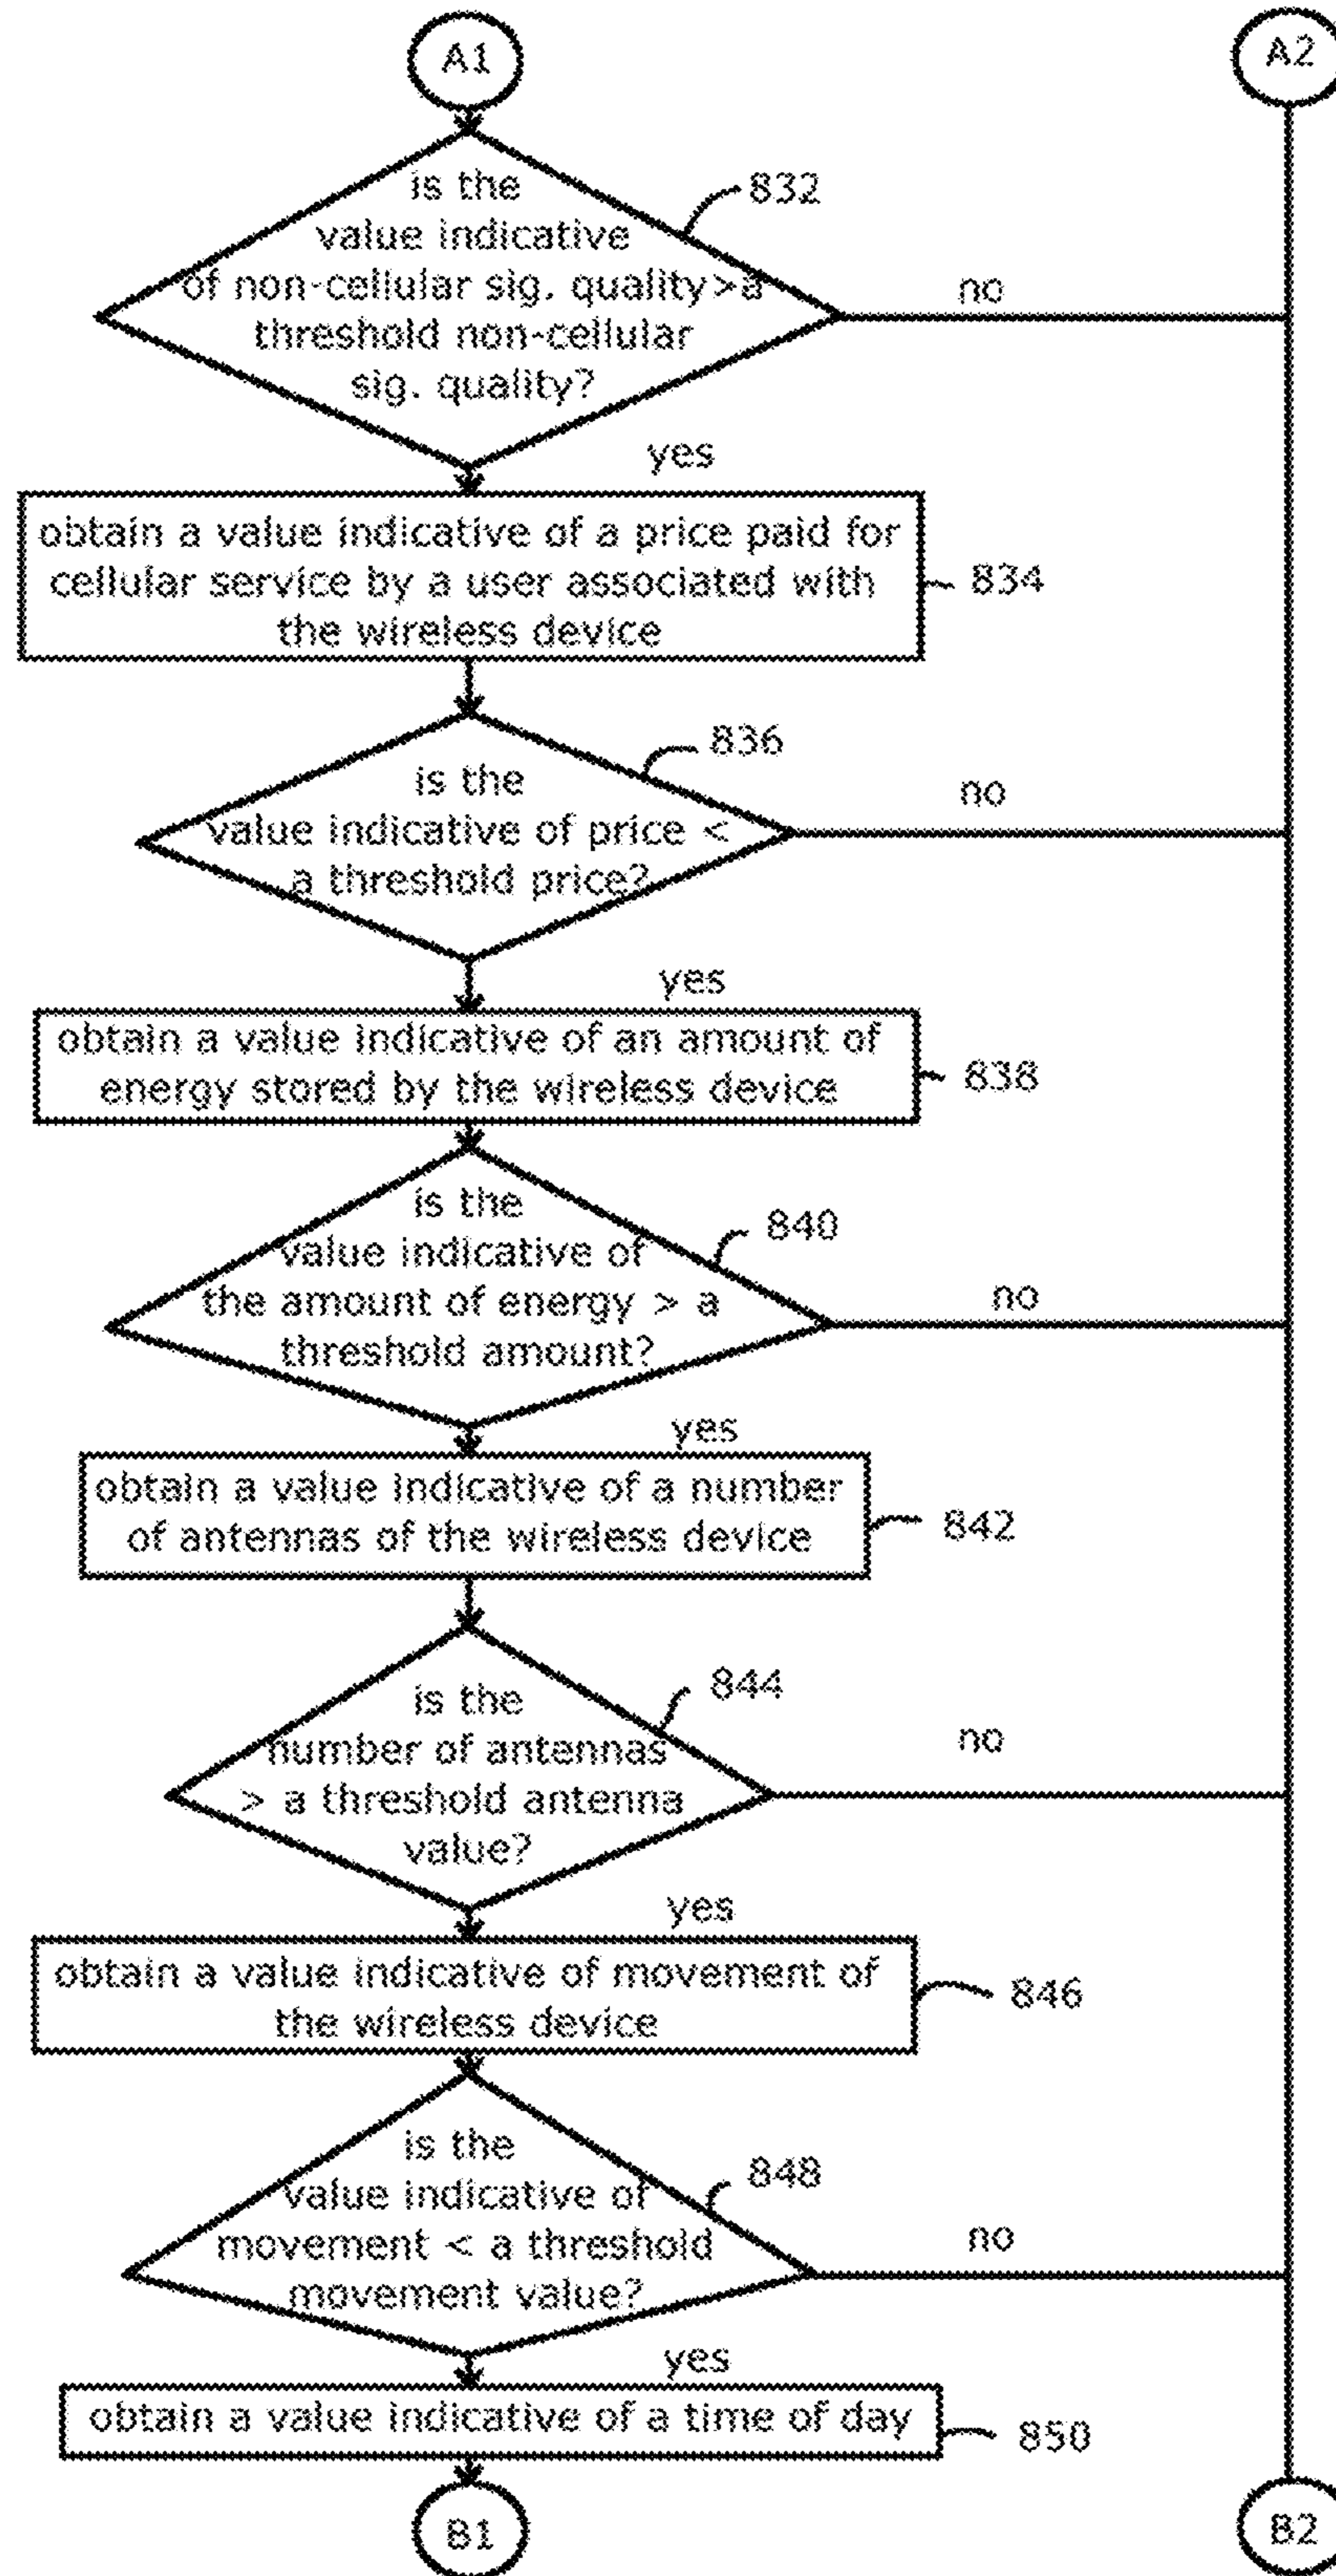 A1
A2
is the
value indicative
of non-cellular sig. quality>a
threshold non-cellular
sig. quality?
832
no
yes
obtain a value indicative of a price paid for
cellular service by a user associated with
the wireless device
834
836
is the
value indicative of price <
a threshold price?
no
yes
obtain a value indicative of an amount of
energy stored by the wireless device
838
is the
value indicative of
the amount of energy > a
threshold amount?
840
no
yes
obtain a value indicative of a number
of antennas of the wireless device
842
844
is the
number of antennas
> a threshold antenna
value?
no
yes
obtain a value indicative of movement of
the wireless device
846
is the
value indicative of
movement < a threshold
movement value?
848
no
yes
obtain a value indicative of a time of day
850
B1
B2